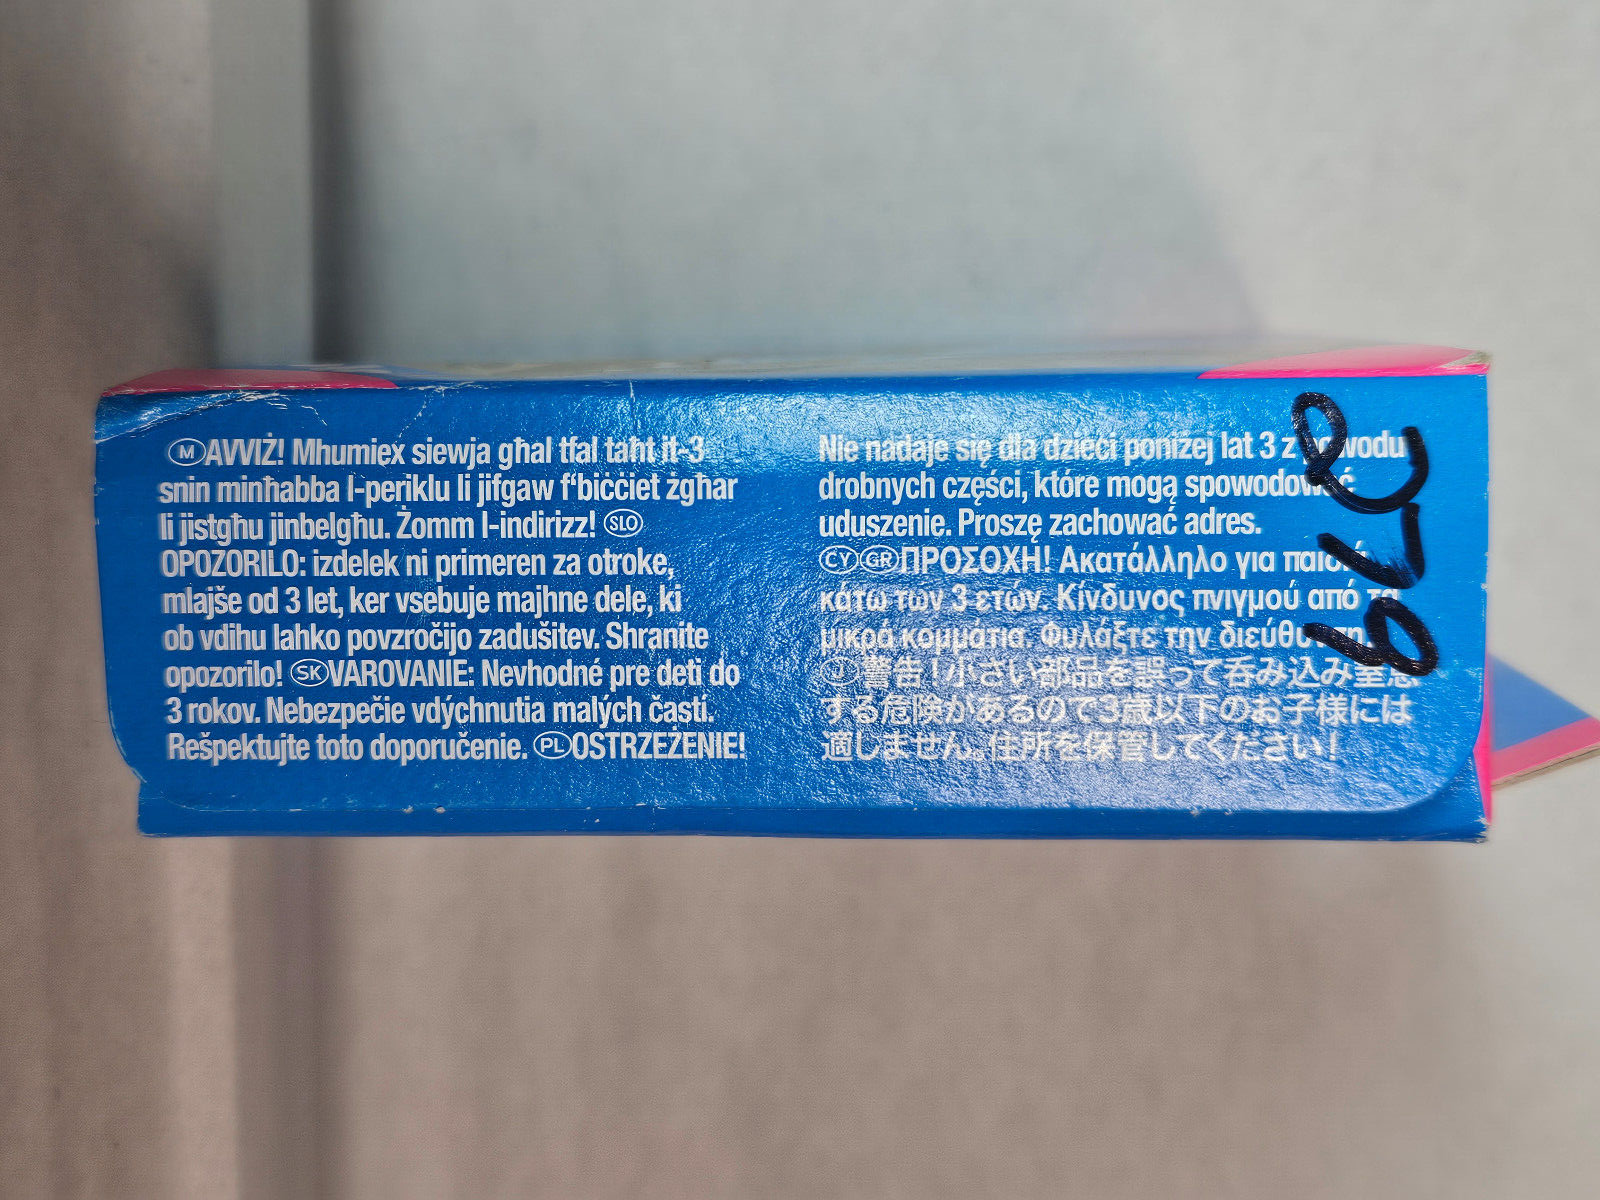 M AVVIŻ! Mhumiex siewja għal tfal taħt it-3
snin minħabba l-periklu li jifgaw f'biċċiet żgħar
li jistgħu jinbelgħu. Żomm l-indirizz! SLO
OPOZORILO: izdelek ni primeren za otroke,
mlajše od 3 let, ker vsebuje majhne dele, ki
ob vdihu lahko povzročijo zadušitev. Shranite
opozorilo! SK VAROVANIE: Nevhodné pre deti do
3 rokov. Nebezpečie vdýchnutia malých častí.
Rešpektujte toto doporučenie. PL OSTRZEŻENIE!
Nie nadaje się dla dzieci poniżej lat 3 z powodu
drobnych części, które mogą spowodować
uduszenie. Proszę zachować adres.
CY GR ΠΡΟΣΟΧΗ! Ακατάλληλο για παιδιά
κάτω των 3 ετών. Κίνδυνος πνιγμού από τα
μικρά κομμάτια. Φυλάξτε την διεύθυνση.
J 警告!小さい部品を誤って呑み込み窒息
する危険があるので3歳以下のお子様には
適しません。住所を保管してください!